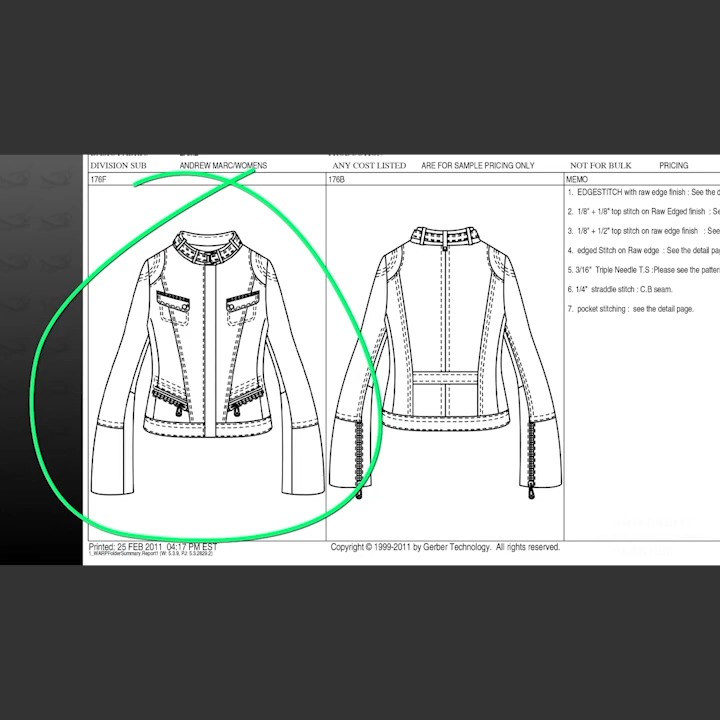 DIVISION SUB ANDREW MARC/WOMENS ANY COST LISTED ARE FOR SAMPLE PRICING ONLY NOT FOR BULK PRICING
176F 176B MEMO
1. EDGESTITCH with raw edge finish : See the
2. 1/8" + 1/8" top stitch on Raw Edged finish :
3. 1/8" + 1/2" top stitch on raw edge finish : See
4. edged Stitch on Raw edge : See the detail
5. 3/16" Triple Needle T.S :Please see the
6. 1/4" straddle stitch : C.B seam.
7. pocket stitching : see the detail page.
Printed: 25 FEB 2011 04:17 PM EST Copyright © 1999-2011 by Gerber Technology. All rights reserved.